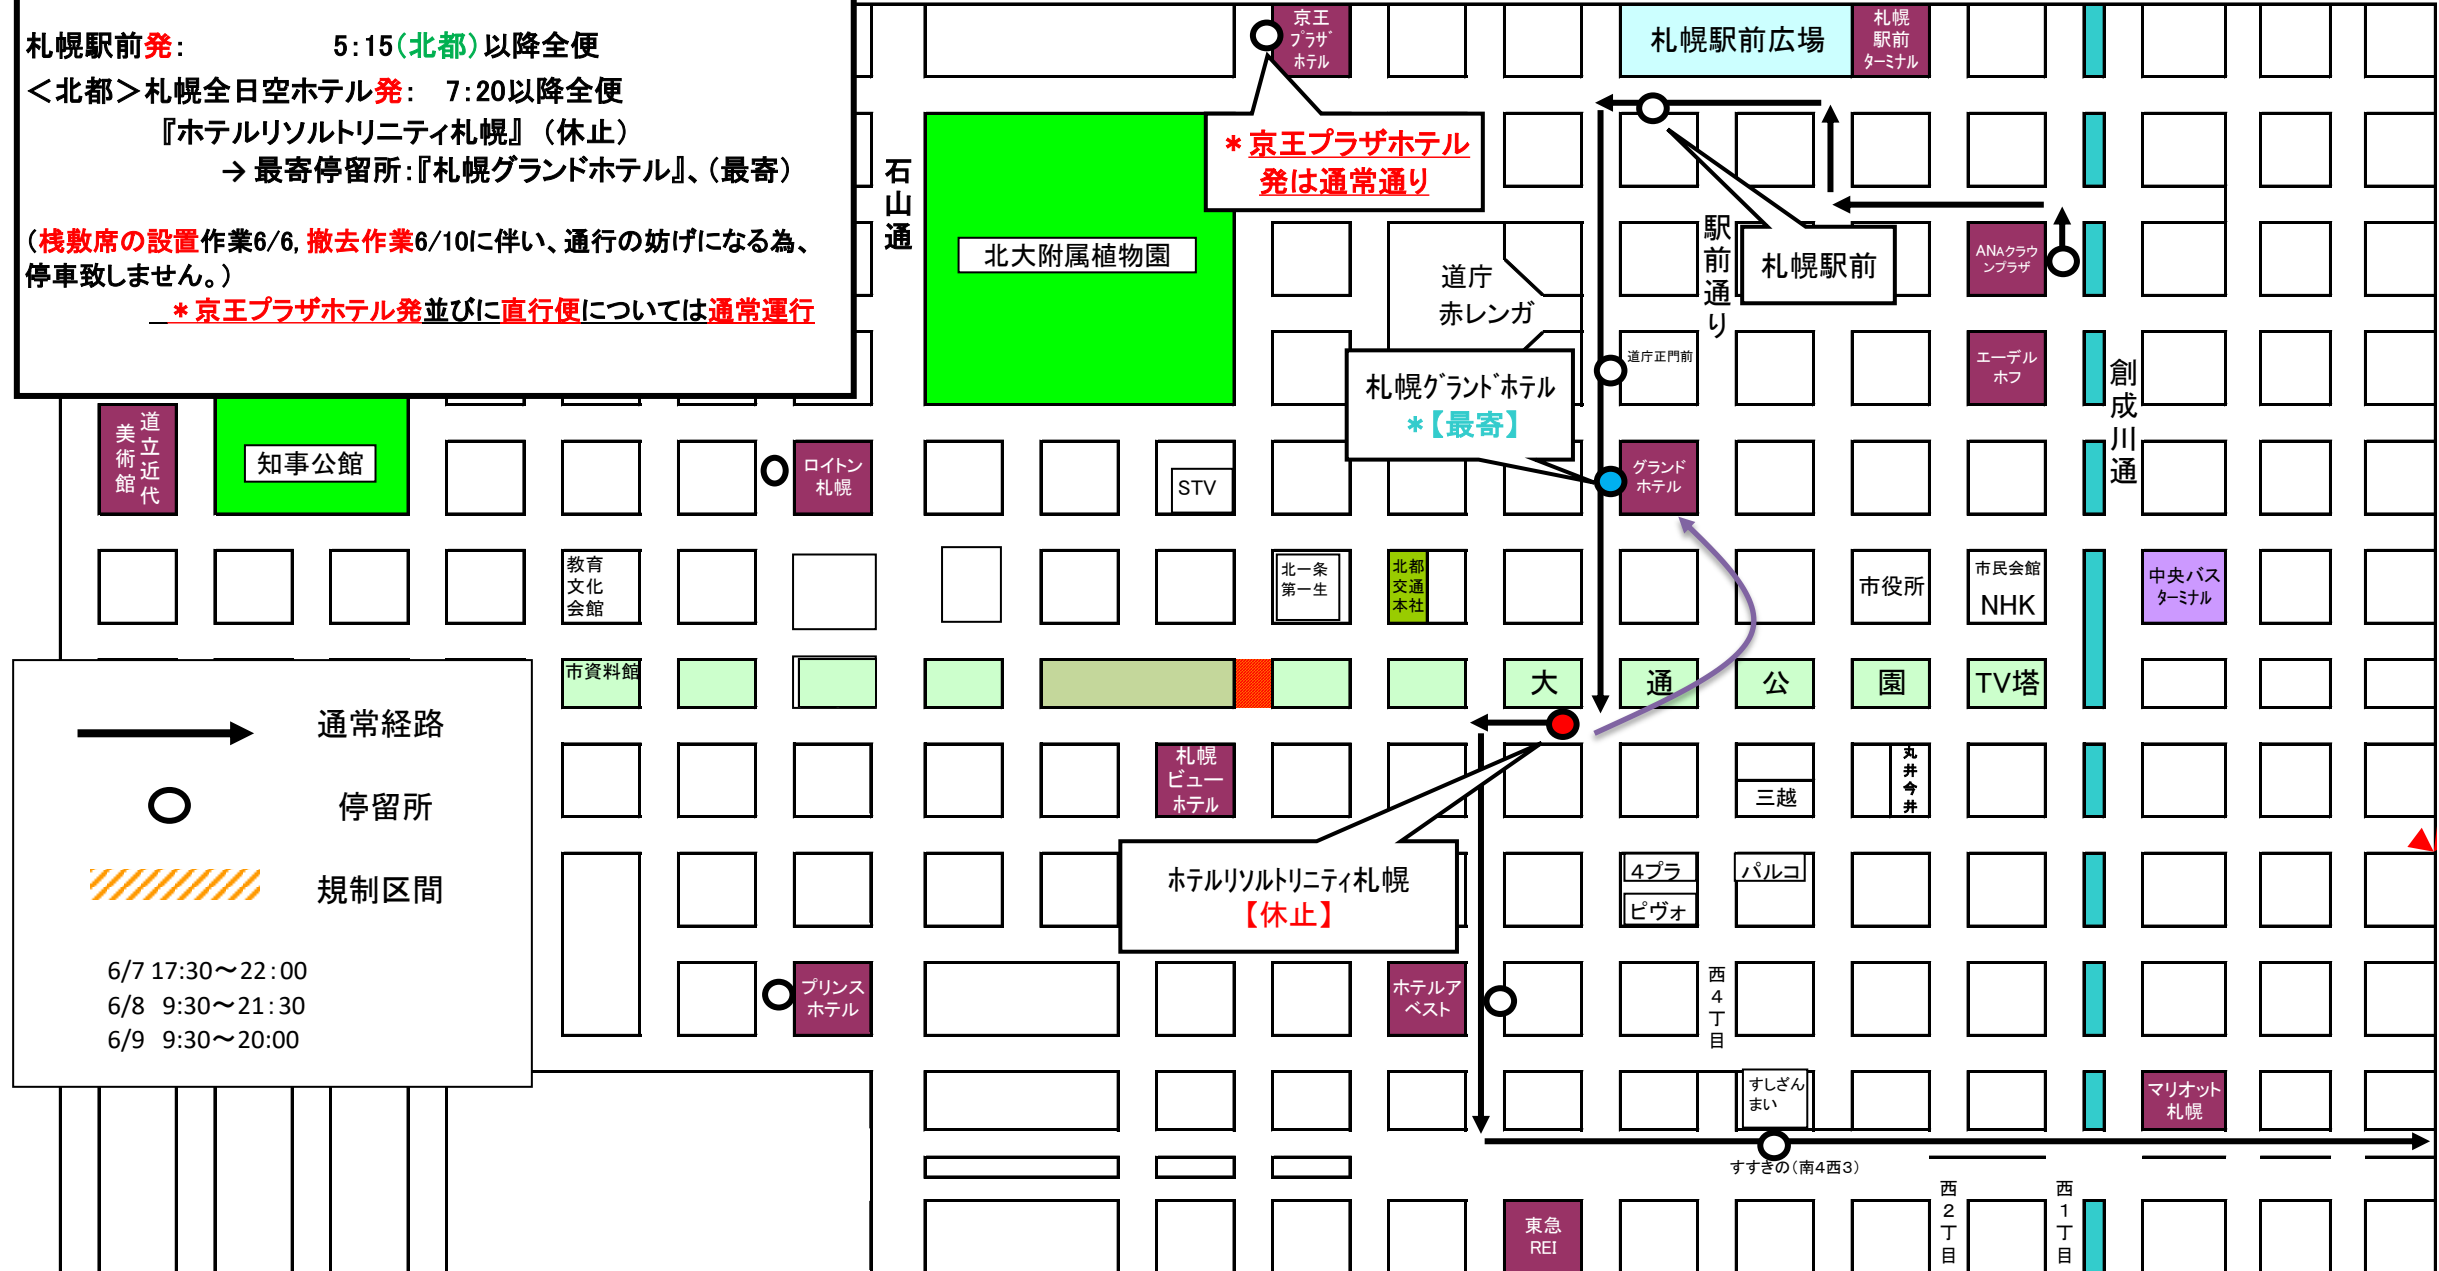 札幌駅前発： 5：15（北都）以降全便
＜北都＞札幌全日空ホテル発： 7：20以降全便
『ホテルリソルトリニティ札幌』（休止）
→ 最寄停留所：『札幌グランドホテル』、（最寄）
（桟敷席の設置作業6/6，撤去作業6/10に伴い、通行の妨げになる為、
停車致しません。）
＊京王プラザホテル発並びに直行便については通常運行
京王
プラザ
ホテル
札幌駅前広場
札幌
駅前
ターミナル
＊京王プラザホテル
発は通常通り
石山通
北大附属植物園
道庁
赤レンガ
駅前通り
札幌駅前
ANAクラウ
ンプラザ
道庁正門前
エーデル
ホフ
創成川通
札幌グランドホテル
＊【最寄】
道立近代
美術館
知事公館
ロイトン
札幌
STV
グランド
ホテル
教育
文化
会館
北一条
第一生
北都
交通
本社
市役所
市民会館
NHK
中央バス
ターミナル
市資料館
大
通
公
園
TV塔
通常経路
停留所
規制区間
6/7 17:30～22:00
6/8 9:30～21:30
6/9 9:30～20:00
札幌
ビュー
ホテル
三越
丸井今井
ホテルリソルトリニティ札幌
【休止】
4プラ
ピヴォ
パルコ
プリンス
ホテル
ホテルア
ベスト
西4丁目
すしざん
まい
マリオット
札幌
すすきの（南4西3）
東急
REI
西2丁目
西1丁目